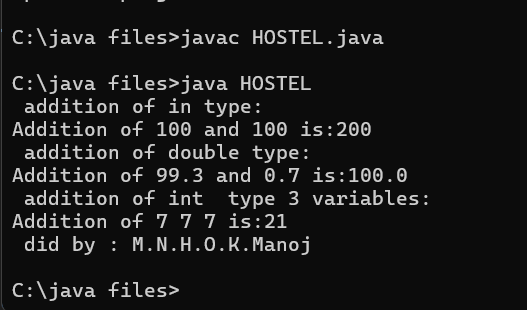 C:\java files>javac HOSTEL.java
C:\java files>java HOSTEL
addition of in type:
Addition of 100 and 100 is:200
addition of double type:
Addition of 99.3 and 0.7 is:100.0
addition of int  type 3 variables:
Addition of 7 7 7 is:21
did by : M.N.H.O.K.Manoj
C:\java files>